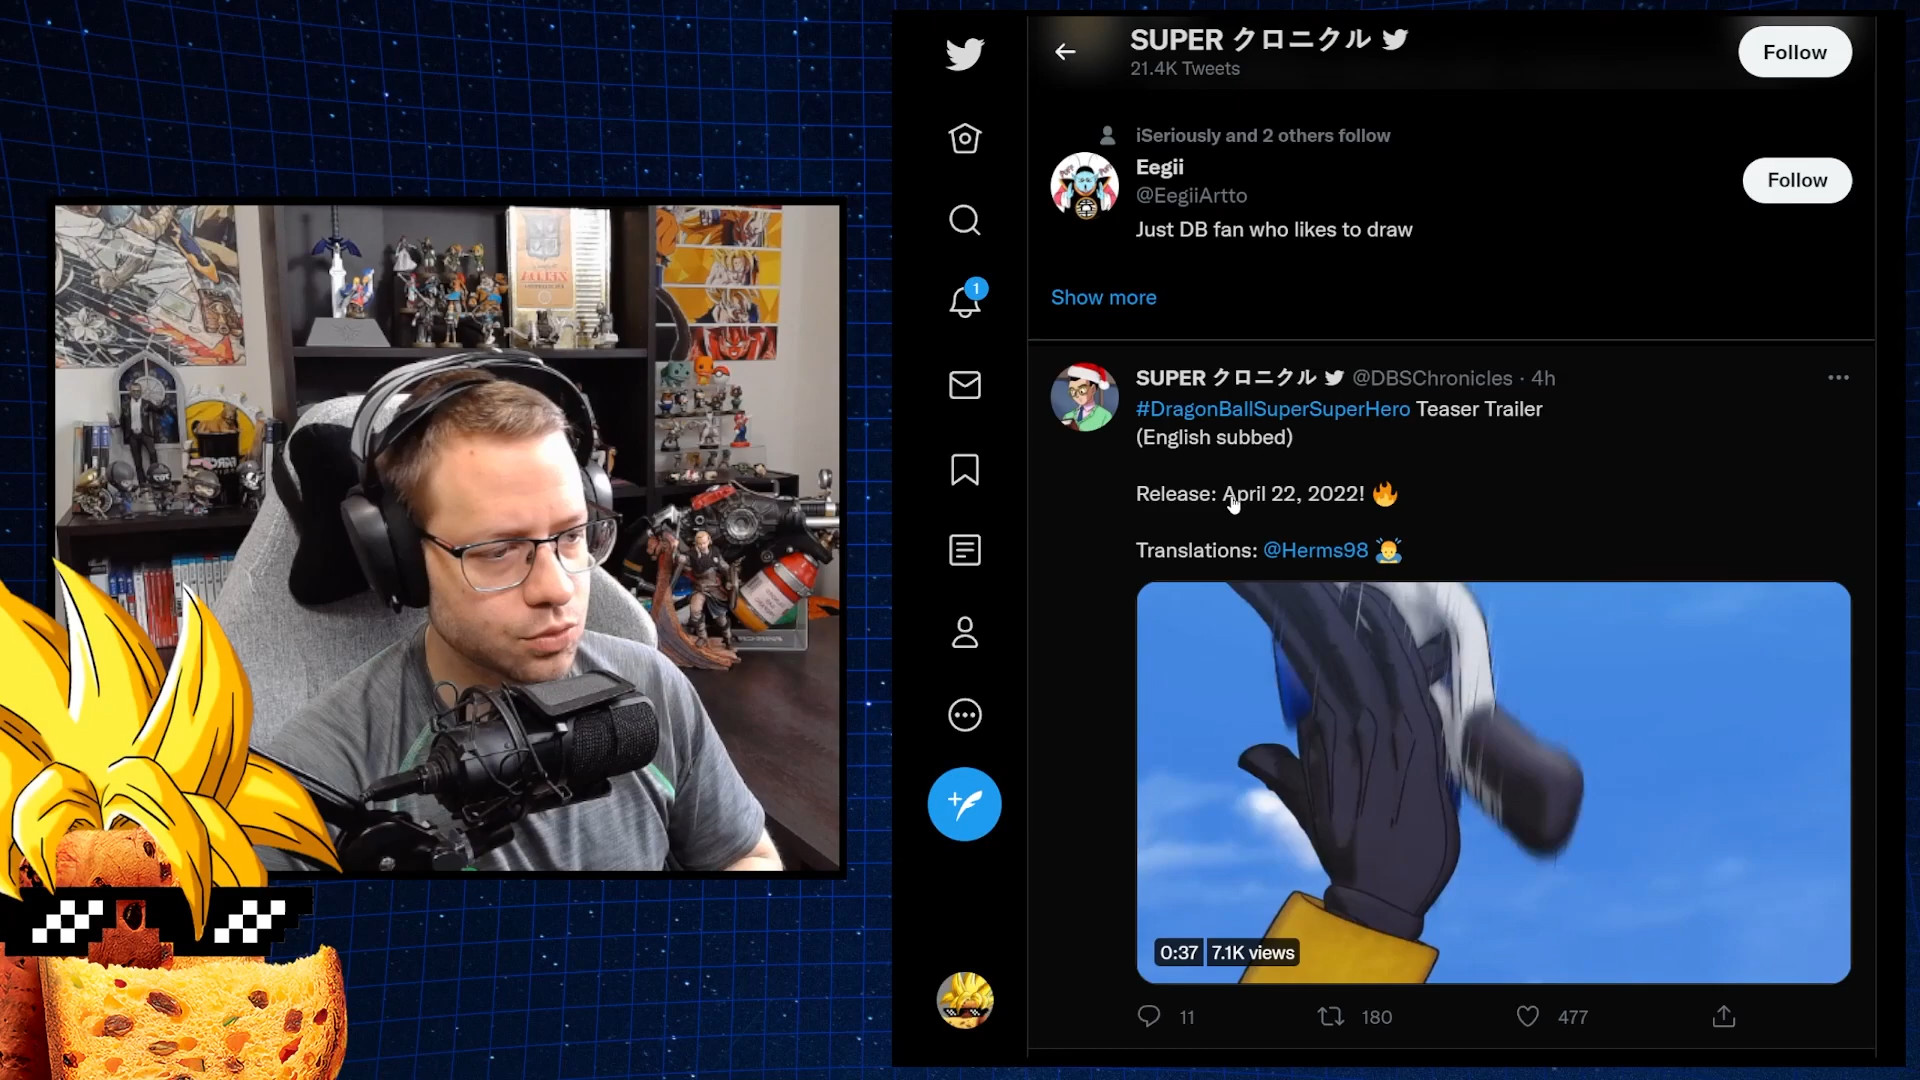 SUPER クロニクル
21.4K Tweets
Follow
iSeriously and 2 others follow
Eegii
@EegiiArtto
Just DB fan who likes to draw
Follow
1
Show more
SUPER クロニクル @DBSChronicles · 4h
#DragonBallSuperSuperHero Teaser Trailer
(English subbed)
Release: April 22, 2022!
Translations: @Herms98
0:37 7.1K views
11 180 477
ZELDA